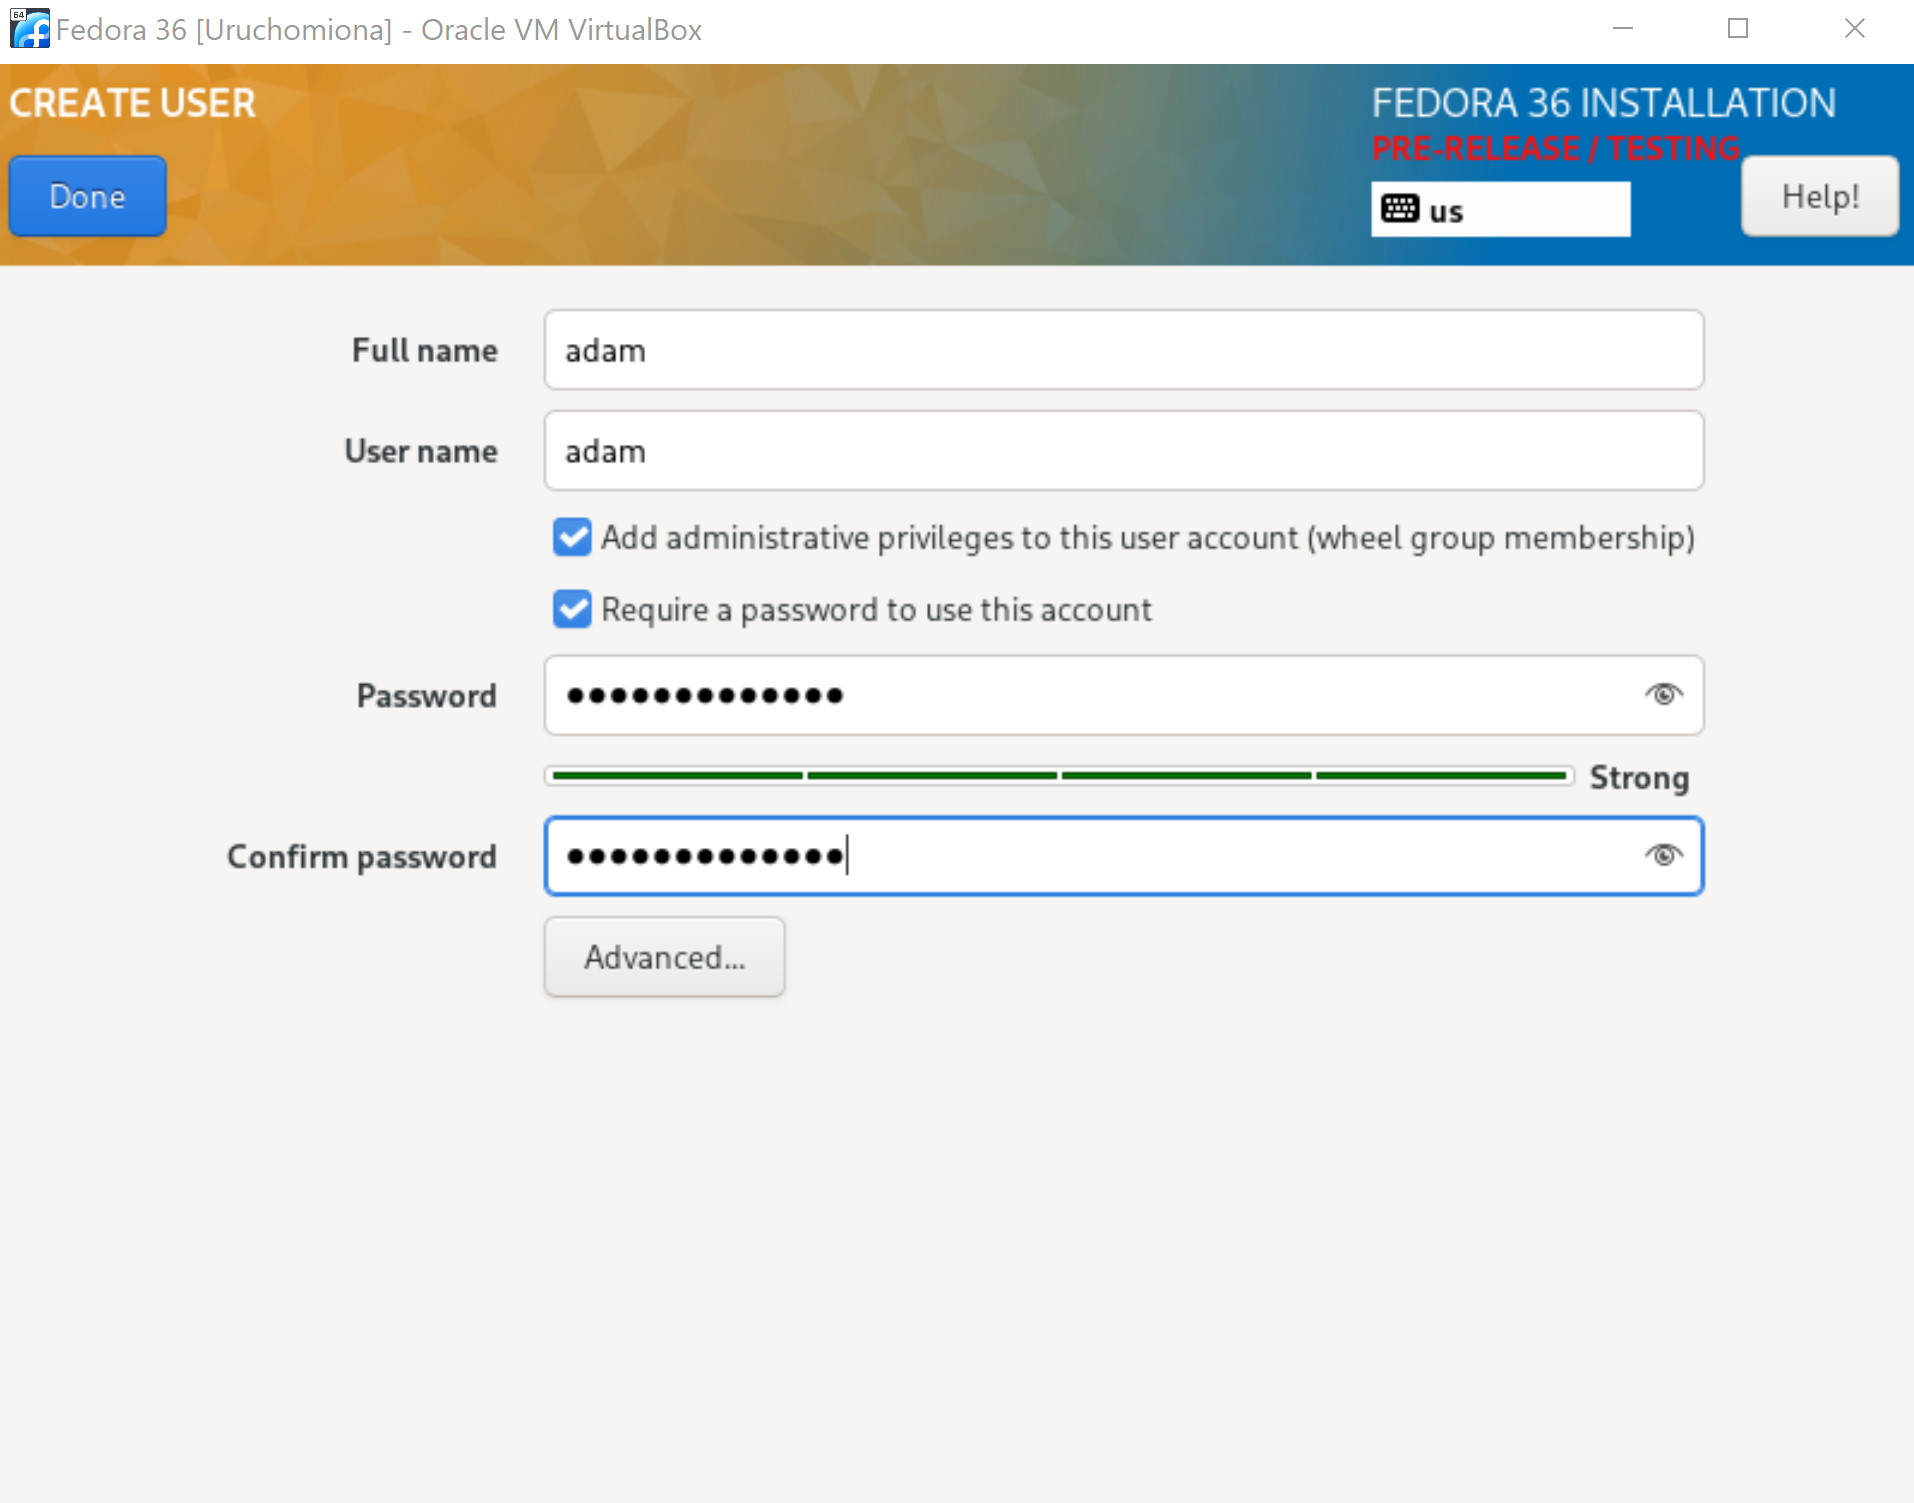 64
Fedora 36 [Uruchomiona] - Oracle VM VirtualBox
CREATE USER
FEDORA 36 INSTALLATION
PRE-RELEASE / TESTING
Done
us
Help!
Full name
adam
User name
adam
Add administrative privileges to this user account (wheel group membership)
Require a password to use this account
Password
●●●●●●●●●●●●●
Strong
Confirm password
●●●●●●●●●●●●●
Advanced...